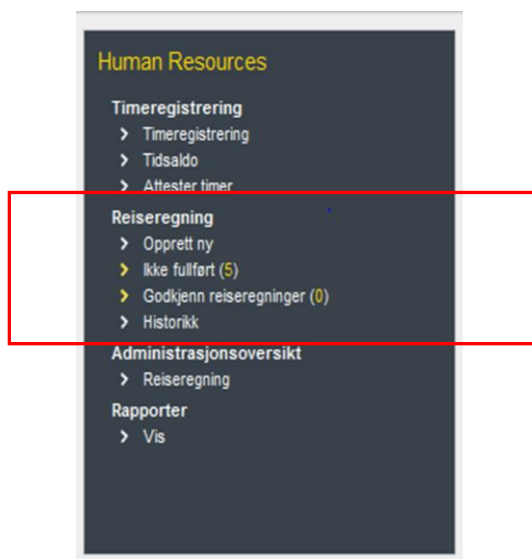 Human Resources
Timeregistrering
Timeregistrering
Tidsaldo
Attester timer
Reiseregning
Opprett ny
Ikke fullført (5)
Godkjenn reiseregninger (0)
Historikk
Administrasjonsoversikt
Reiseregning
Rapporter
Vis